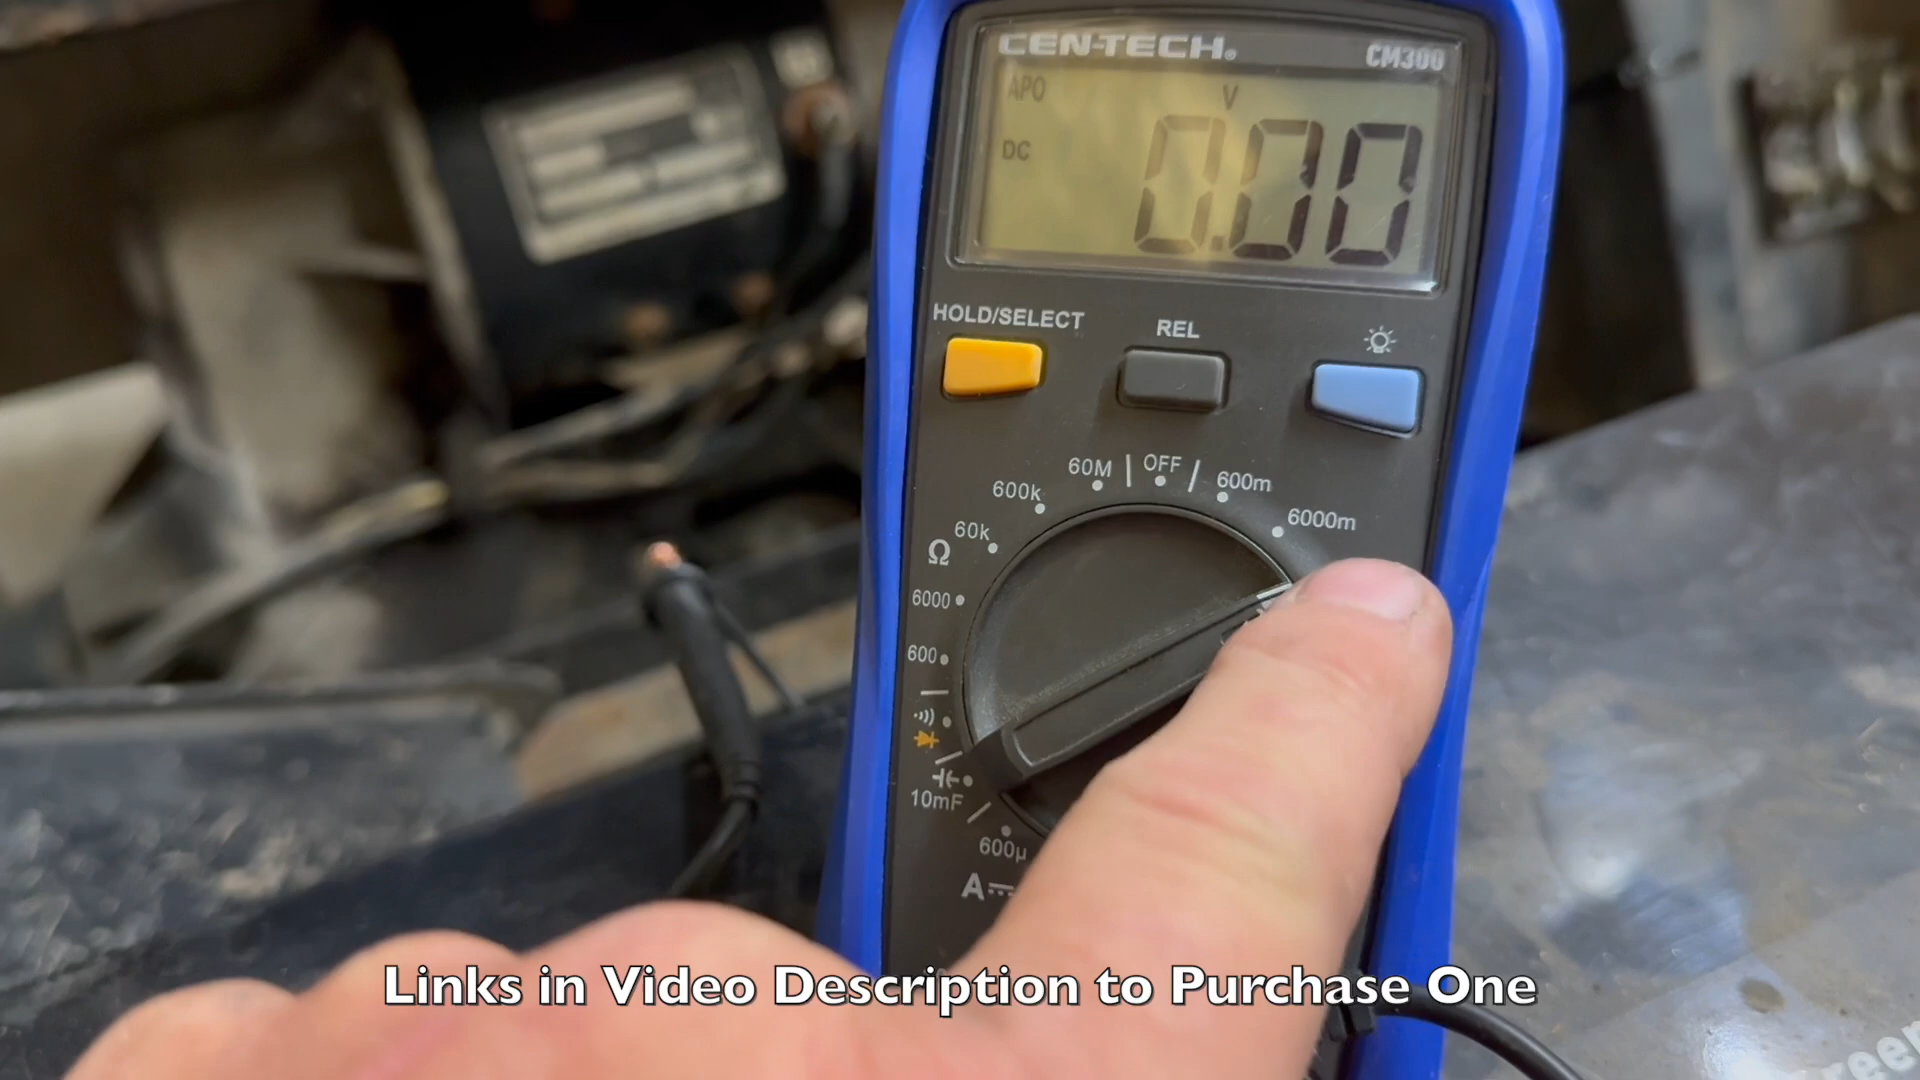 CEN-TECH®
CM300
APO
V
DC
0.00
HOLD/SELECT
REL
60M
OFF
600m
600k
6000m
60k
Ω
6000
600
10mF
600µ
A
Links in Video Description to Purchase One
reen